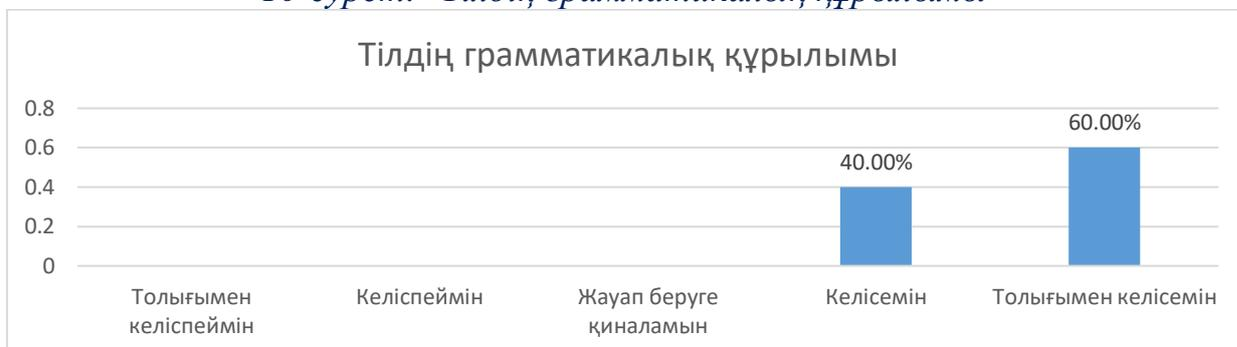 Тілдің грамматикалық құрылымы
0.8
0.6
0.4
0.2
0
40.00%
60.00%
Толығымен
келіспеймін
Келіспеймін
Жауап беруге
қиналамын
Келісемін
Толығымен келісемін